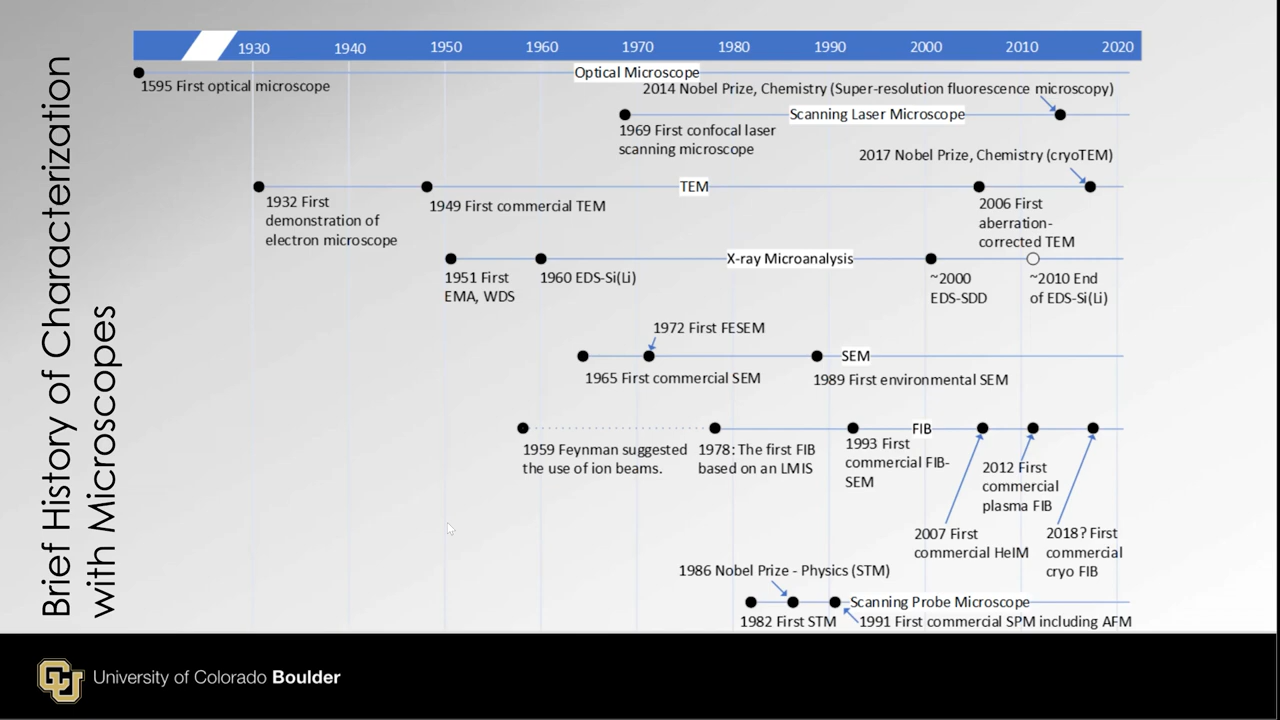 Brief History of Characterization
with Microscopes
1930 1940 1950 1960 1970 1980 1990 2000 2010 2020
Optical Microscope
1595 First optical microscope
2014 Nobel Prize, Chemistry (Super-resolution fluorescence microscopy)
Scanning Laser Microscope
1969 First confocal laser
scanning microscope
2017 Nobel Prize, Chemistry (cryoTEM)
TEM
1932 First
demonstration of
electron microscope
1949 First commercial TEM
2006 First
aberration-
corrected TEM
X-ray Microanalysis
1951 First
EMA, WDS
1960 EDS-Si(Li)
~2000
EDS-SDD
~2010 End
of EDS-Si(Li)
1972 First FESEM
SEM
1965 First commercial SEM
1989 First environmental SEM
FIB
1959 Feynman suggested
the use of ion beams.
1978: The first FIB
based on an LMIS
1993 First
commercial FIB-
SEM
2012 First
commercial
plasma FIB
2007 First
commercial HeIM
2018? First
commercial
cryo FIB
1986 Nobel Prize - Physics (STM)
Scanning Probe Microscope
1982 First STM
1991 First commercial SPM including AFM
CU
University of Colorado Boulder